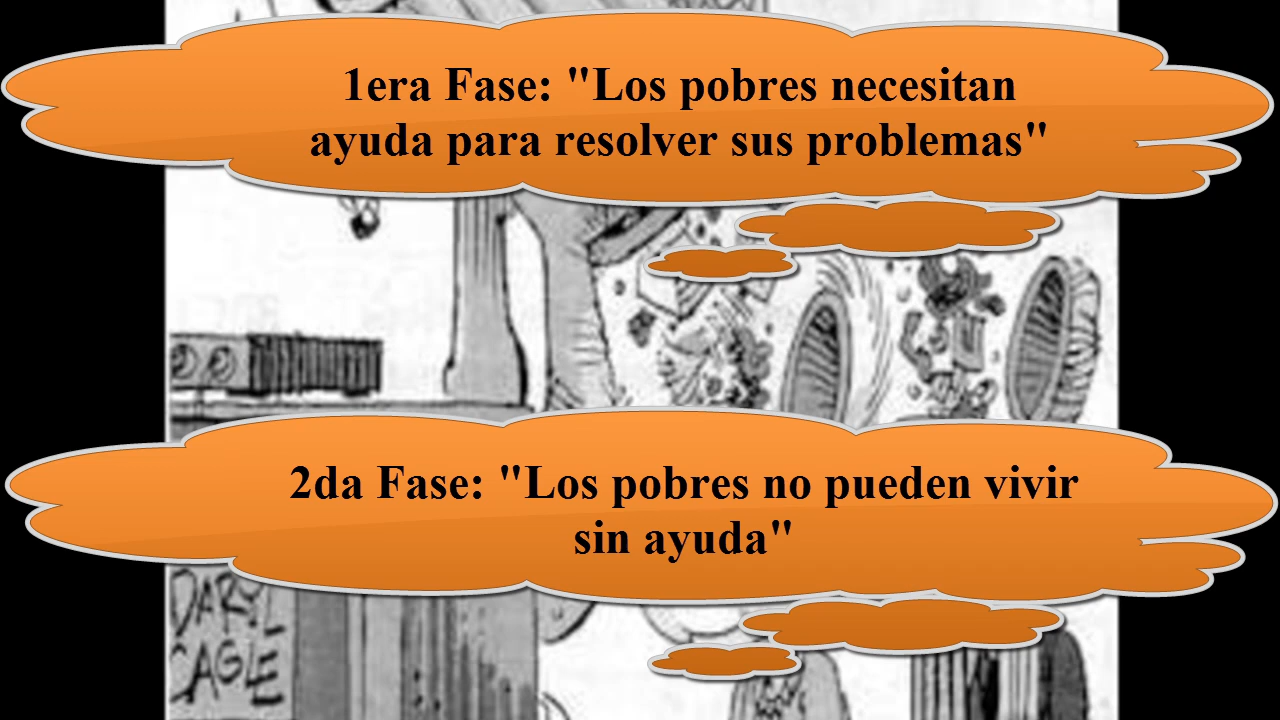 1era Fase: "Los pobres necesitan
ayuda para resolver sus problemas"
2da Fase: "Los pobres no pueden vivir
sin ayuda"
DARYL
CAGLE